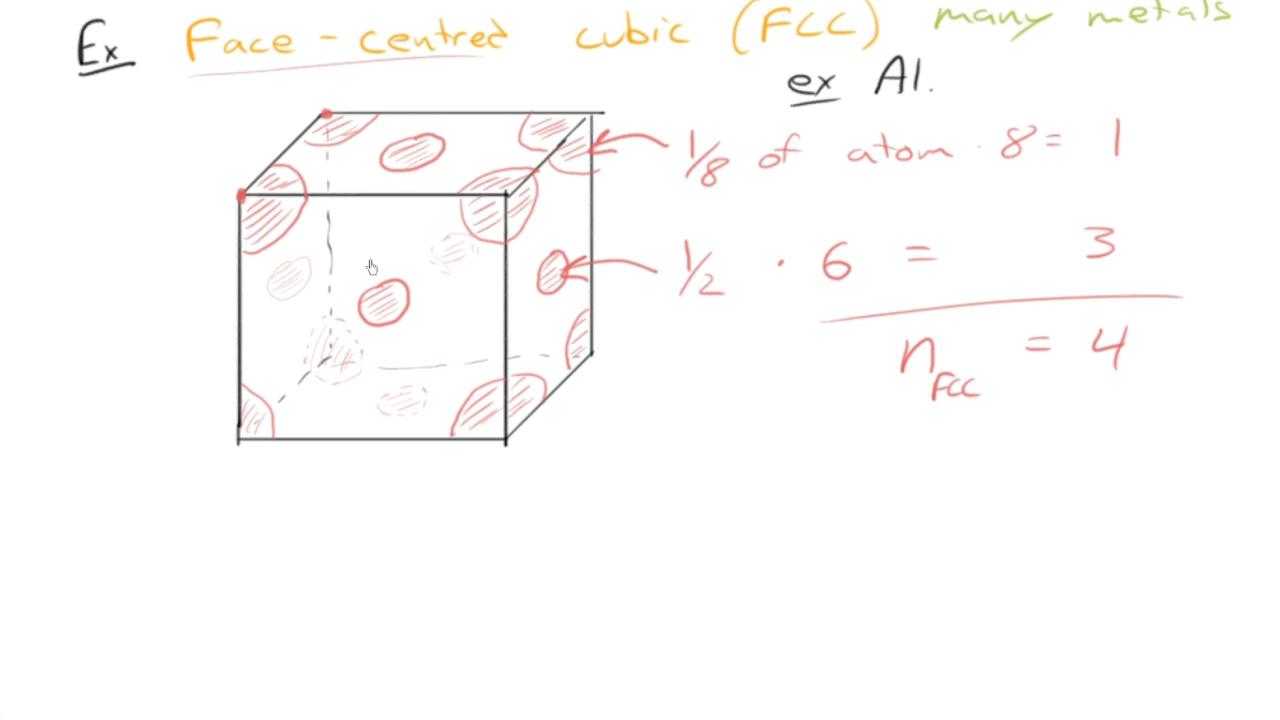 Ex Face-centred cubic (FCC) many metals
ex Al.
1/8 of atom · 8 = 1
1/2 · 6 = 3
nFCC = 4